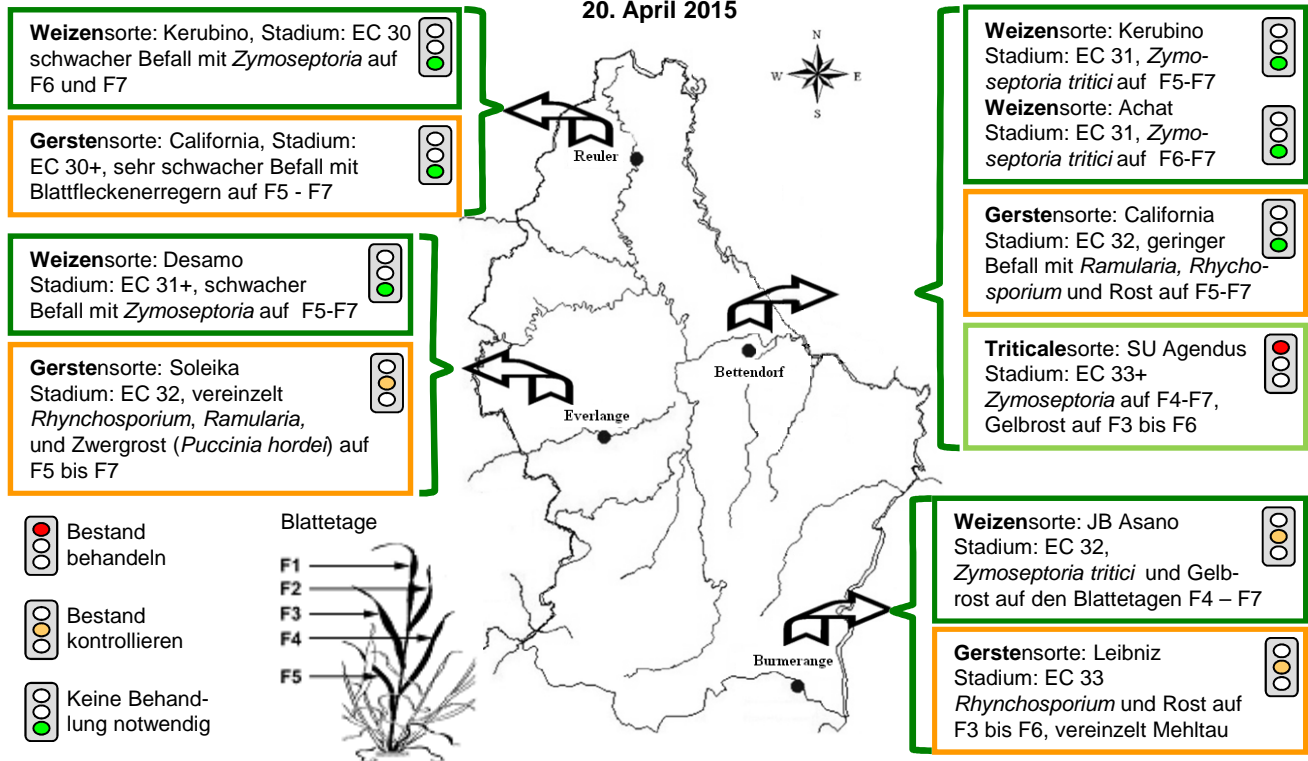 20. April 2015
Weizensorte: Kerubino, Stadium: EC 30
schwacher Befall mit Zymoseptoria auf
F6 und F7
Gerstensorte: California, Stadium:
EC 30+, sehr schwacher Befall mit
Blattfleckenerregern auf F5 - F7
Weizensorte: Desamo
Stadium: EC 31+, schwacher
Befall mit Zymoseptoria auf F5-F7
Gerstensorte: Soleika
Stadium: EC 32, vereinzelt
Rhynchosporium, Ramularia,
und Zwergrost (Puccinia hordei) auf
F5 bis F7
N
W
E
S
Reuler
Bettendorf
Everlange
Burmerange
Weizensorte: Kerubino
Stadium: EC 31, Zymo-
septoria tritici auf F5-F7
Weizensorte: Achat
Stadium: EC 31, Zymo-
septoria tritici auf F6-F7
Gerstensorte: California
Stadium: EC 32, geringer
Befall mit Ramularia, Rhycho-
sporium und Rost auf F5-F7
Triticalesorte: SU Agendus
Stadium: EC 33+
Zymoseptoria auf F4-F7,
Gelbrost auf F3 bis F6
Weizensorte: JB Asano
Stadium: EC 32,
Zymoseptoria tritici und Gelb-
rost auf den Blattetagen F4 – F7
Gerstensorte: Leibniz
Stadium: EC 33
Rhynchosporium und Rost auf
F3 bis F6, vereinzelt Mehltau
Bestand
behandeln
Bestand
kontrollieren
Keine Behand-
lung notwendig
Blattetage
F1
F2
F3
F4
F5